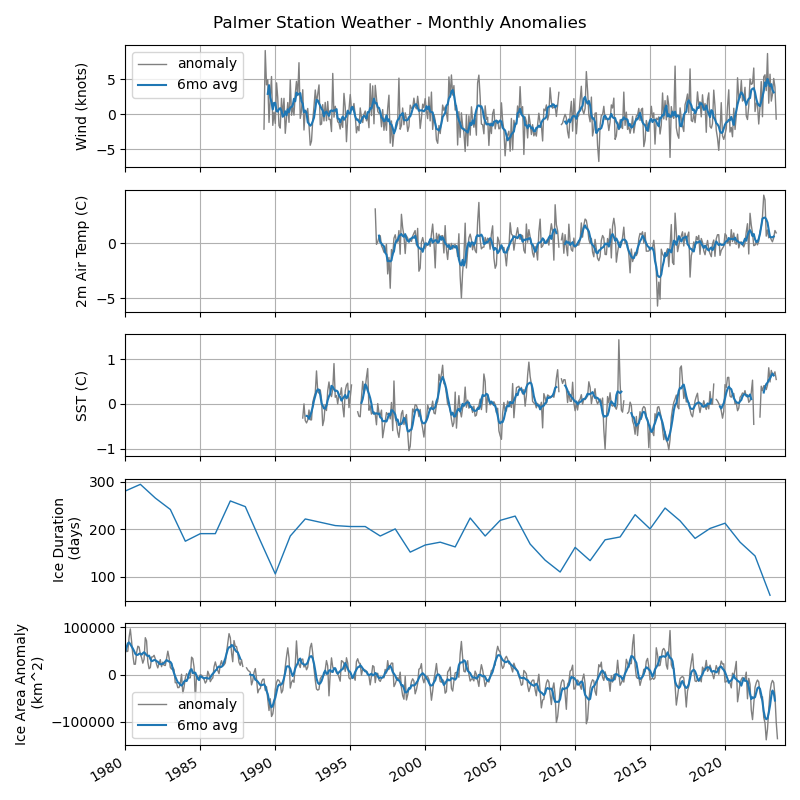 Palmer Station Weather - Monthly Anomalies
Wind (knots)
5
0
−5
anomaly
6mo avg
2m Air Temp (C)
0
−5
SST (C)
1
0
−1
Ice Duration
(days)
300
200
100
Ice Area Anomaly
(km^2)
100000
0
−100000
anomaly
6mo avg
1980
1985
1990
1995
2000
2005
2010
2015
2020